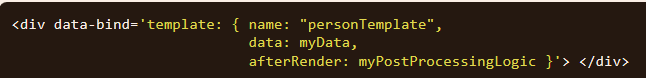 <div data-bind='template: { name: "personTemplate",
                            data: myData,
                            afterRender: myPostProcessingLogic }'> </div>